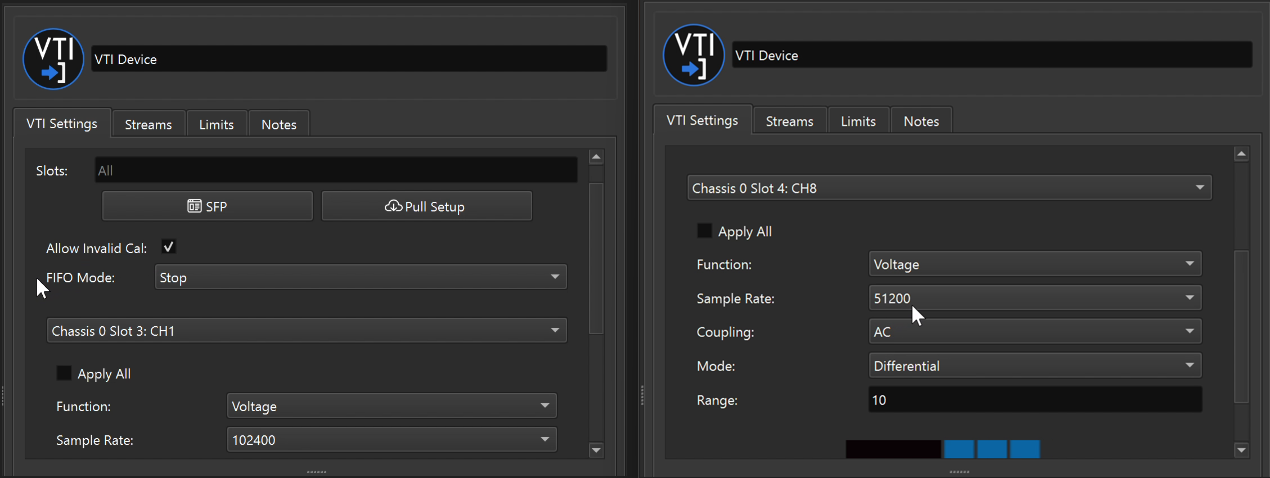 VTI
VTI Device
VTI Settings Streams Limits Notes
Slots: All
SFP Pull Setup
Allow Invalid Cal:
FIFO Mode: Stop
Chassis 0 Slot 3: CH1
Apply All
Function: Voltage
Sample Rate: 102400
VTI
VTI Device
VTI Settings Streams Limits Notes
Chassis 0 Slot 4: CH8
Apply All
Function: Voltage
Sample Rate: 51200
Coupling: AC
Mode: Differential
Range: 10